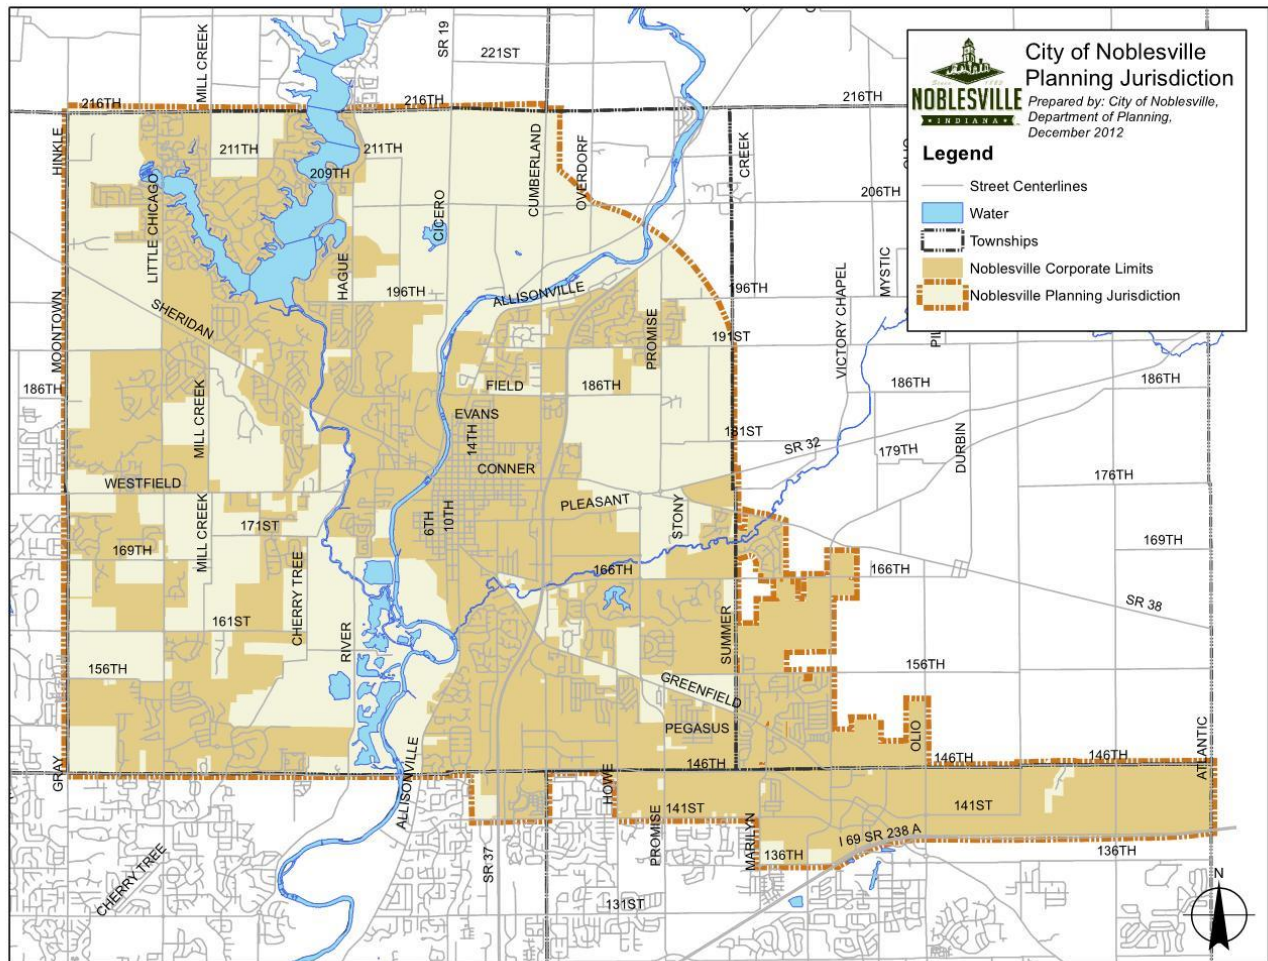 City of Noblesville
Planning Jurisdiction
NOBLESVILLE
INDIANA
Prepared by: City of Noblesville,
Department of Planning,
December 2012
Legend
Street Centerlines
Water
Townships
Noblesville Corporate Limits
Noblesville Planning Jurisdiction
MILL CREEK
SR 19
221ST
216TH
216TH
216TH
HINKLE
211TH
211TH
209TH
LITTLE CHICAGO
MILL CREEK
CICERO
CUMBERLAND
OVERDORF
CREEK
206TH
HAGUE
196TH
ALLISONVILLE
196TH
MYSTIC
MOONTOWN
SHERIDAN
PROMISE
191ST
VICTORY CHAPEL
186TH
FIELD
186TH
186TH
186TH
MILL CREEK
EVANS
14TH
CONNER
181ST
SR 32
179TH
DURBIN
176TH
WESTFIELD
PLEASANT
MILL CREEK
171ST
6TH
10TH
STONY
169TH
169TH
166TH
166TH
CHERRY TREE
SR 38
161ST
RIVER
SUMMER
156TH
156TH
GREENFIELD
PEGASUS
OLIO
ATLANTIC
GRAY
146TH
146TH
146TH
ALLISONVILLE
HOWE
141ST
141ST
SR 37
PROMISE
MARILYN
I 69 SR 238 A
136TH
136TH
CHERRY TREE
131ST
N